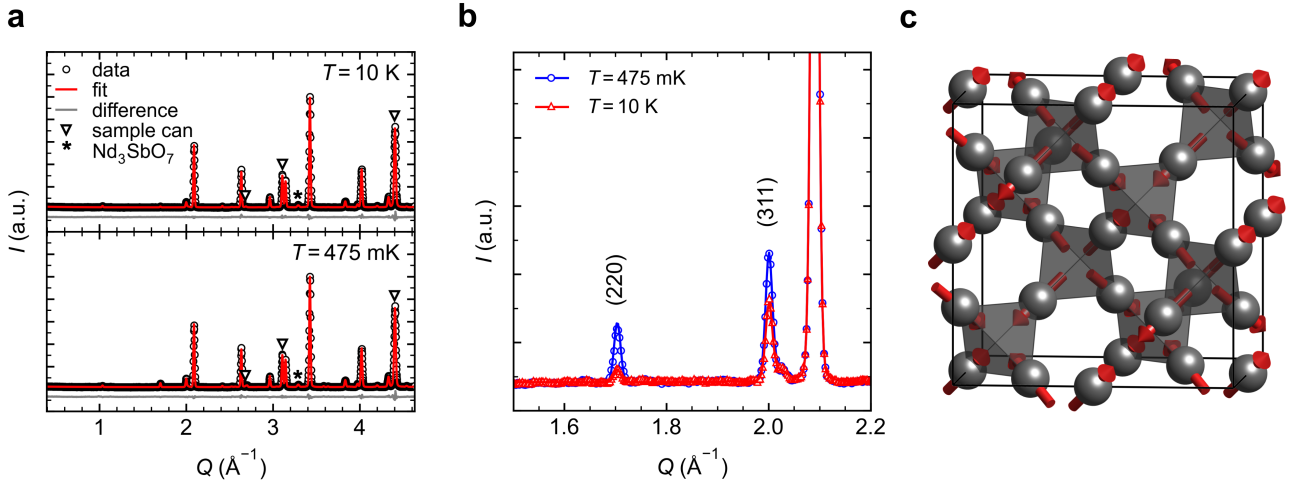 a
data
fit
difference
sample can
Nd₃SbO₇
T = 10 K
T = 475 mK
I (a.u.)
1 2 3 4
Q (Å⁻¹)
b
T = 475 mK
T = 10 K
(220)
(311)
I (a.u.)
1.6 1.8 2.0 2.2
Q (Å⁻¹)
c